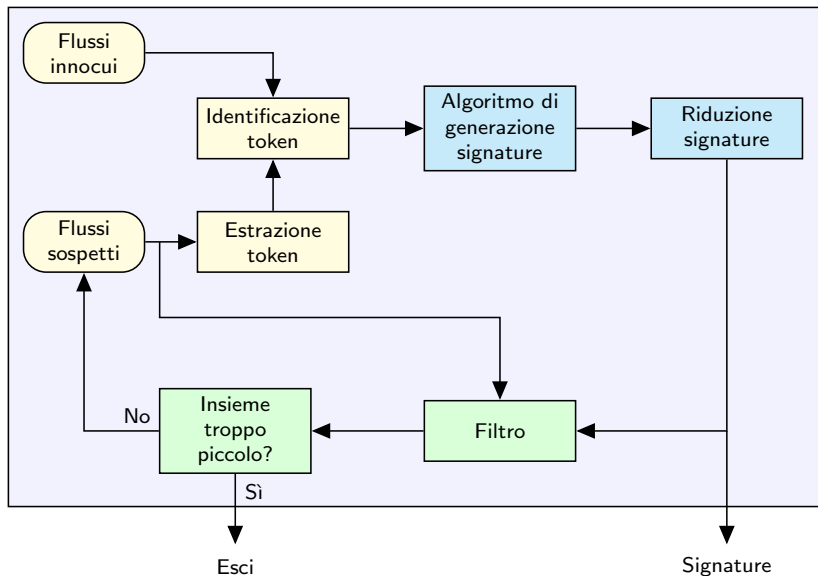 Flussi
innocui
Identificazione
token
Algoritmo di
generazione
signature
Riduzione
signature
Flussi
sospetti
Estrazione
token
No
Insieme
troppo
piccolo?
Filtro
Sì
Esci
Signature